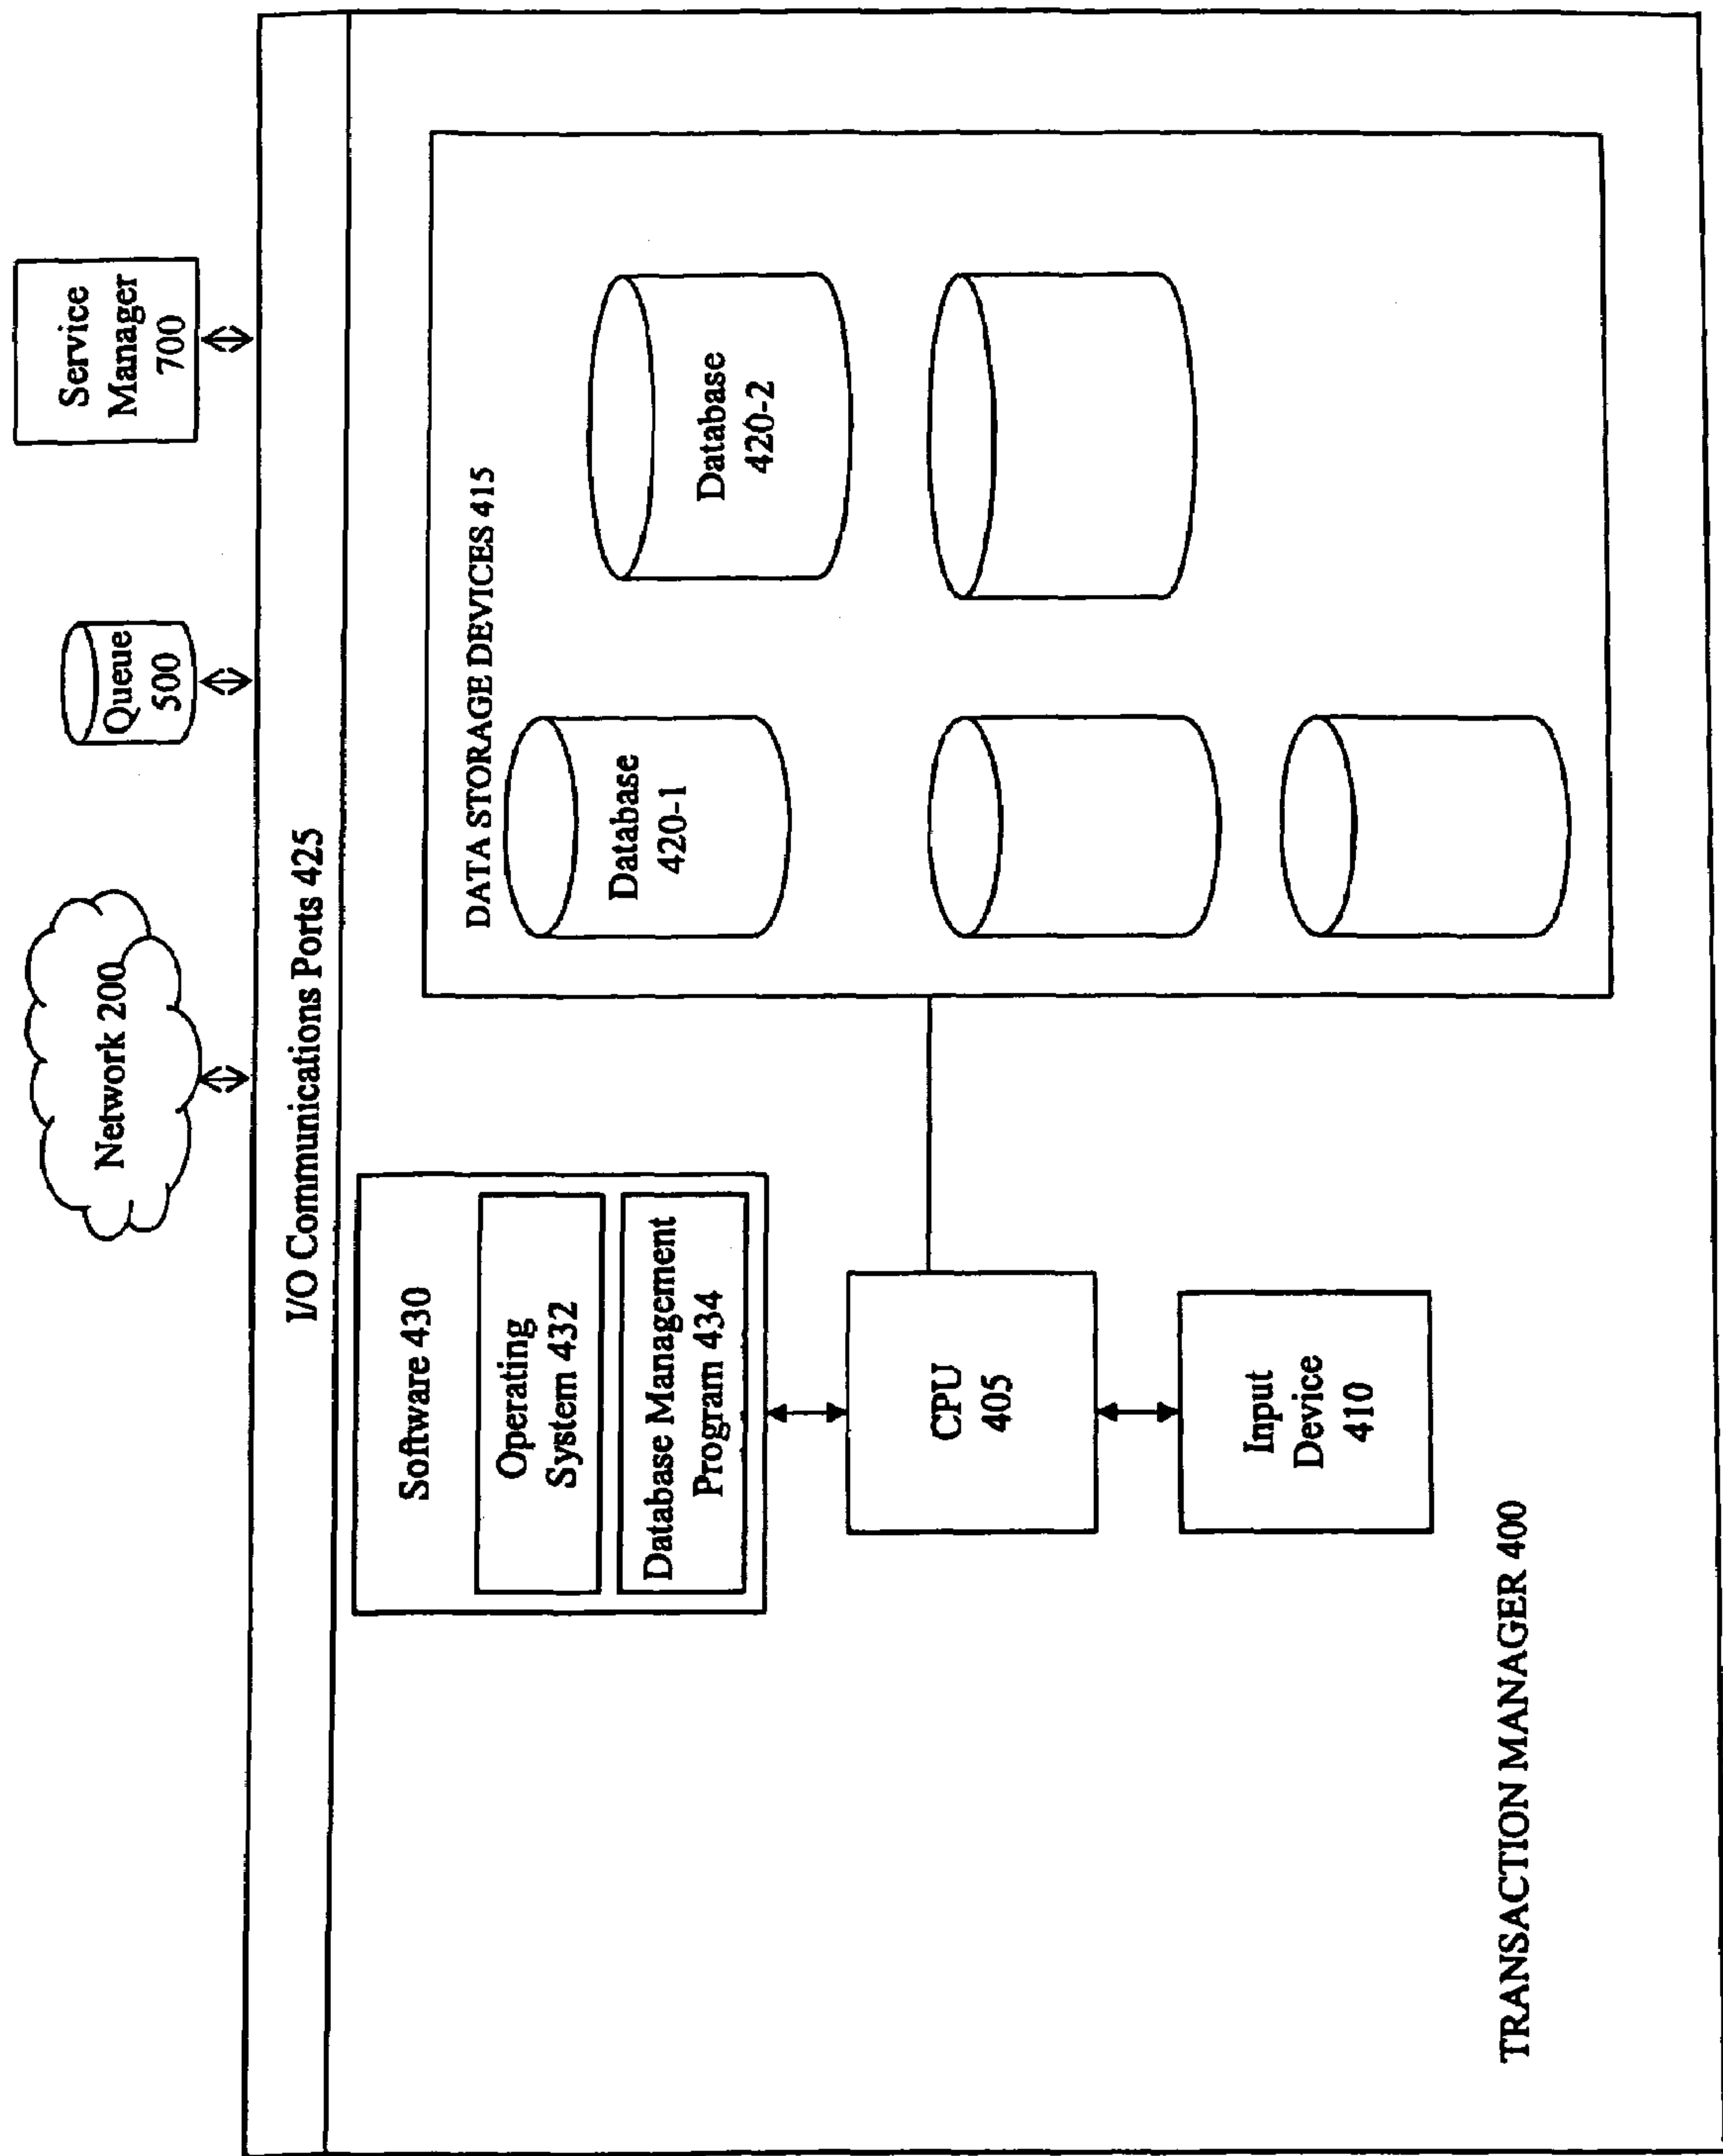 Network 200
Queue
500
Service
Manager
700
I/O Communications Ports 425
Software 430
Operating
System 432
Database Management
Program 434
CPU
405
Input
Device
410
DATA STORAGE DEVICES 415
Database
420-1
Database
420-2
TRANSACTION MANAGER 400